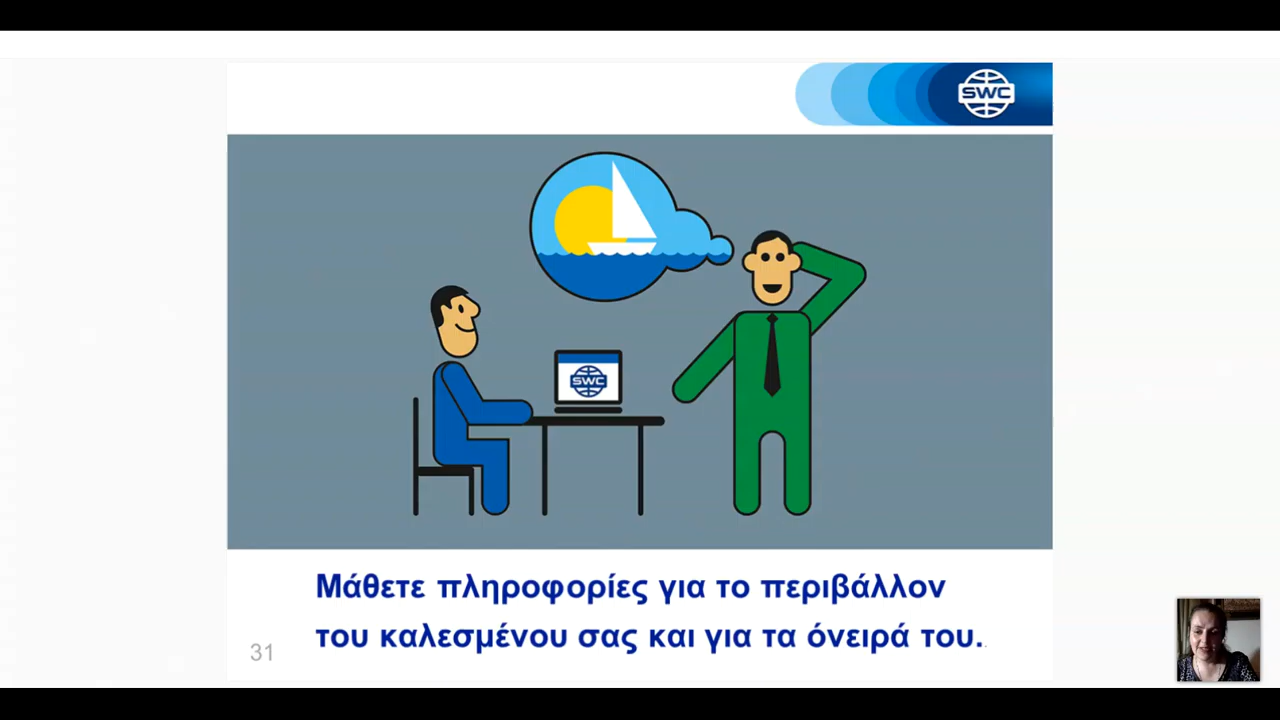 SWC
SWC
Μάθετε πληροφορίες για το περιβάλλον
του καλεσμένου σας και για τα όνειρά του.
31